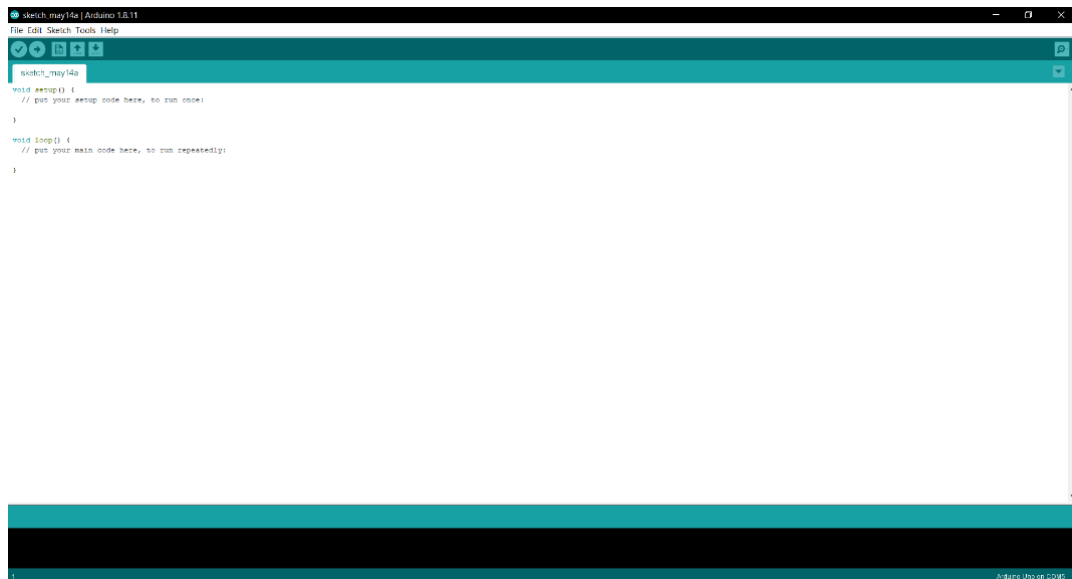 sketch_may14a | Arduino 1.8.11
File Edit Sketch Tools Help
sketch_may14a
void setup() {
  // put your setup code here, to run once:
}
void loop() {
  // put your main code here, to run repeatedly:
}
1
Arduino Uno on COM5